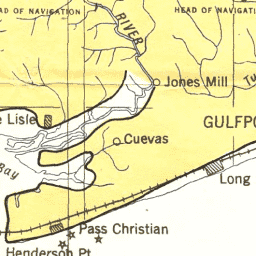 HEAD OF NAVIGATION
HEAD OF NAVIGATION
RIVER
Jones Mill
Lisle
GULFPO
Cuevas
BAY
Long
Pass Christian
Henderson Pt.